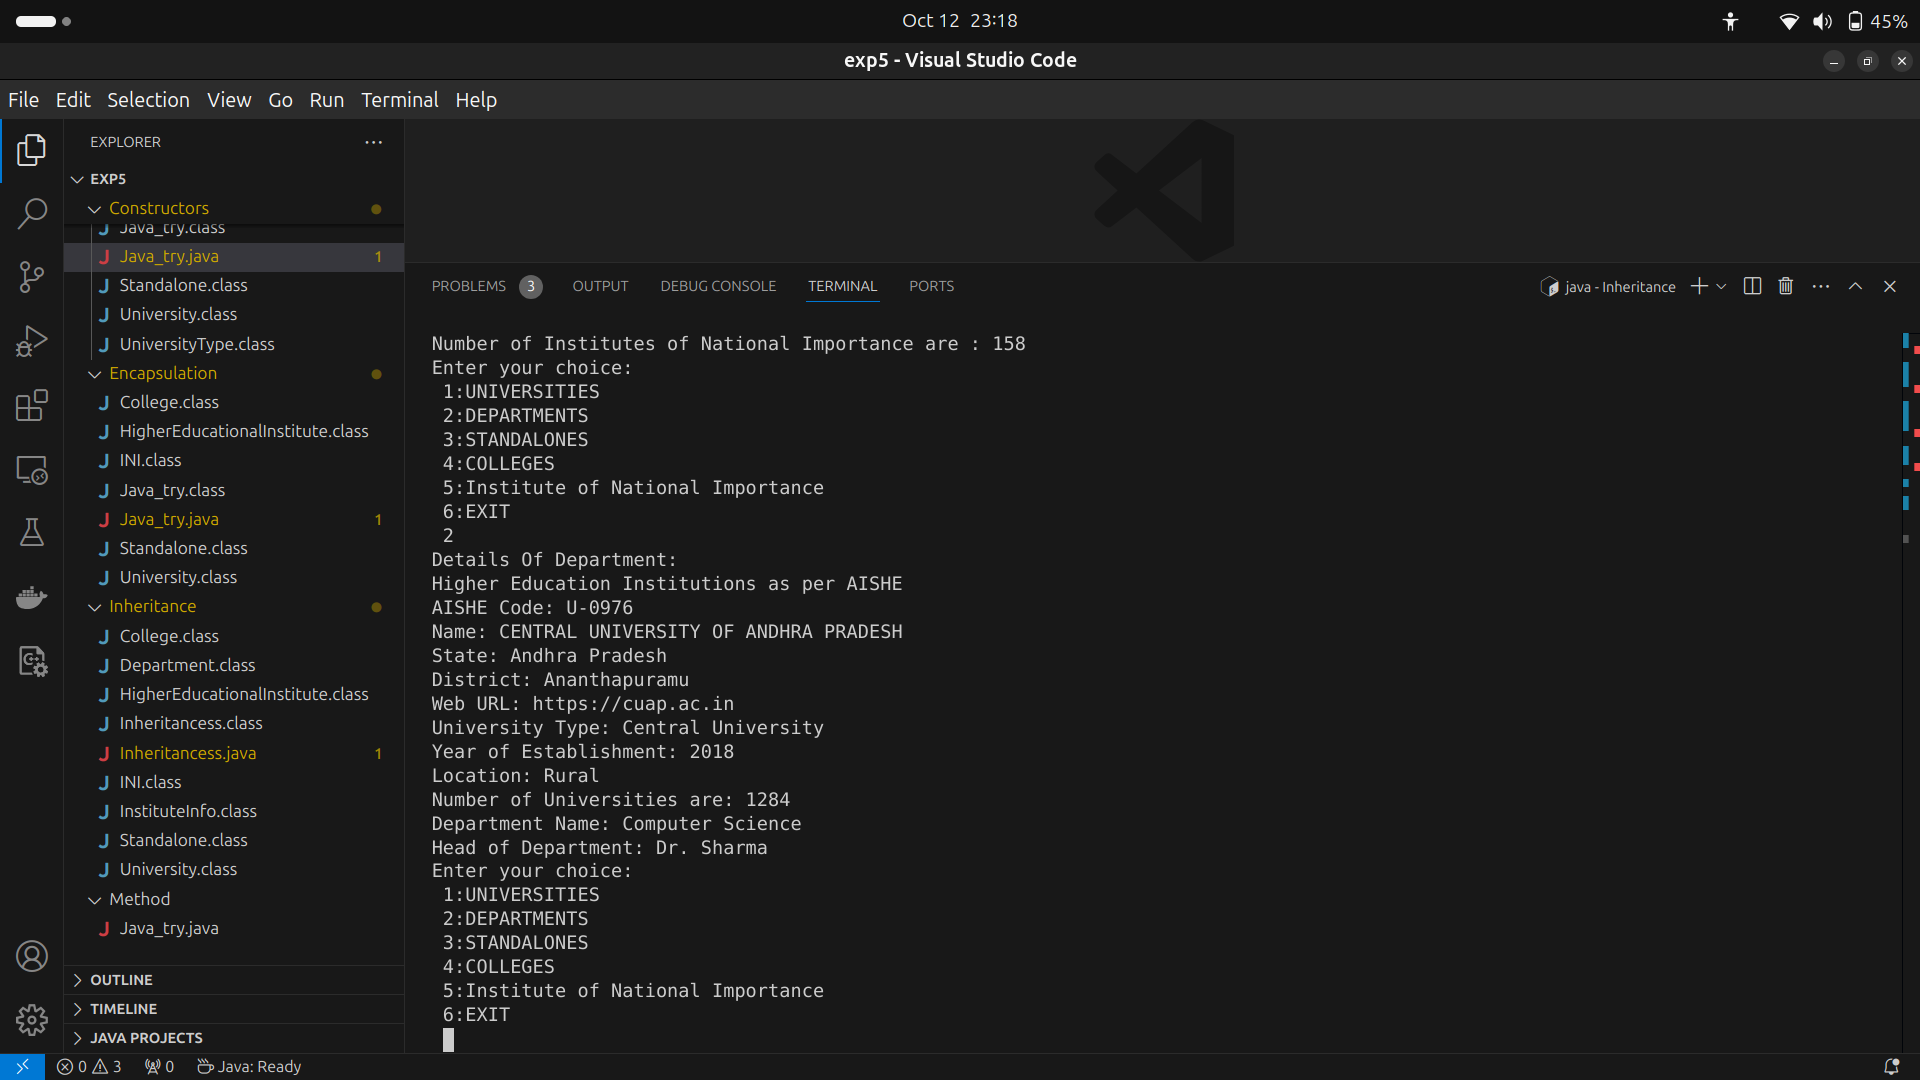 Oct 12 23:18
45%
exp5 - Visual Studio Code
File Edit Selection View Go Run Terminal Help
EXPLORER
EXP5
Constructors
Java_try.class
Java_try.java 1
Standalone.class
University.class
UniversityType.class
Encapsulation
College.class
HigherEducationalInstitute.class
INI.class
Java_try.class
Java_try.java 1
Standalone.class
University.class
Inheritance
College.class
Department.class
HigherEducationalInstitute.class
Inheritancess.class
Inheritancess.java 1
INI.class
InstituteInfo.class
Standalone.class
University.class
Method
Java_try.java
OUTLINE
TIMELINE
JAVA PROJECTS
PROBLEMS 3 OUTPUT DEBUG CONSOLE TERMINAL PORTS
java - Inheritance
Number of Institutes of National Importance are : 158
Enter your choice:
1:UNIVERSITIES
2:DEPARTMENTS
3:STANDALONES
4:COLLEGES
5:Institute of National Importance
6:EXIT
2
Details Of Department:
Higher Education Institutions as per AISHE
AISHE Code: U-0976
Name: CENTRAL UNIVERSITY OF ANDHRA PRADESH
State: Andhra Pradesh
District: Ananthapuramu
Web URL: https://cuap.ac.in
University Type: Central University
Year of Establishment: 2018
Location: Rural
Number of Universities are: 1284
Department Name: Computer Science
Head of Department: Dr. Sharma
Enter your choice:
1:UNIVERSITIES
2:DEPARTMENTS
3:STANDALONES
4:COLLEGES
5:Institute of National Importance
6:EXIT
0 3 0 Java: Ready